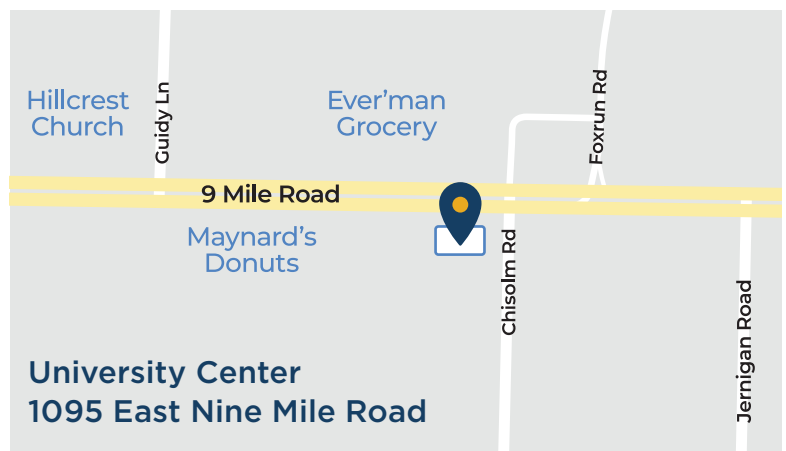 Hillcrest
Church
Guidy Ln
Ever'man
Grocery
Foxrun Rd
9 Mile Road
Maynard's
Donuts
Chisolm Rd
Jernigan Road
University Center
1095 East Nine Mile Road